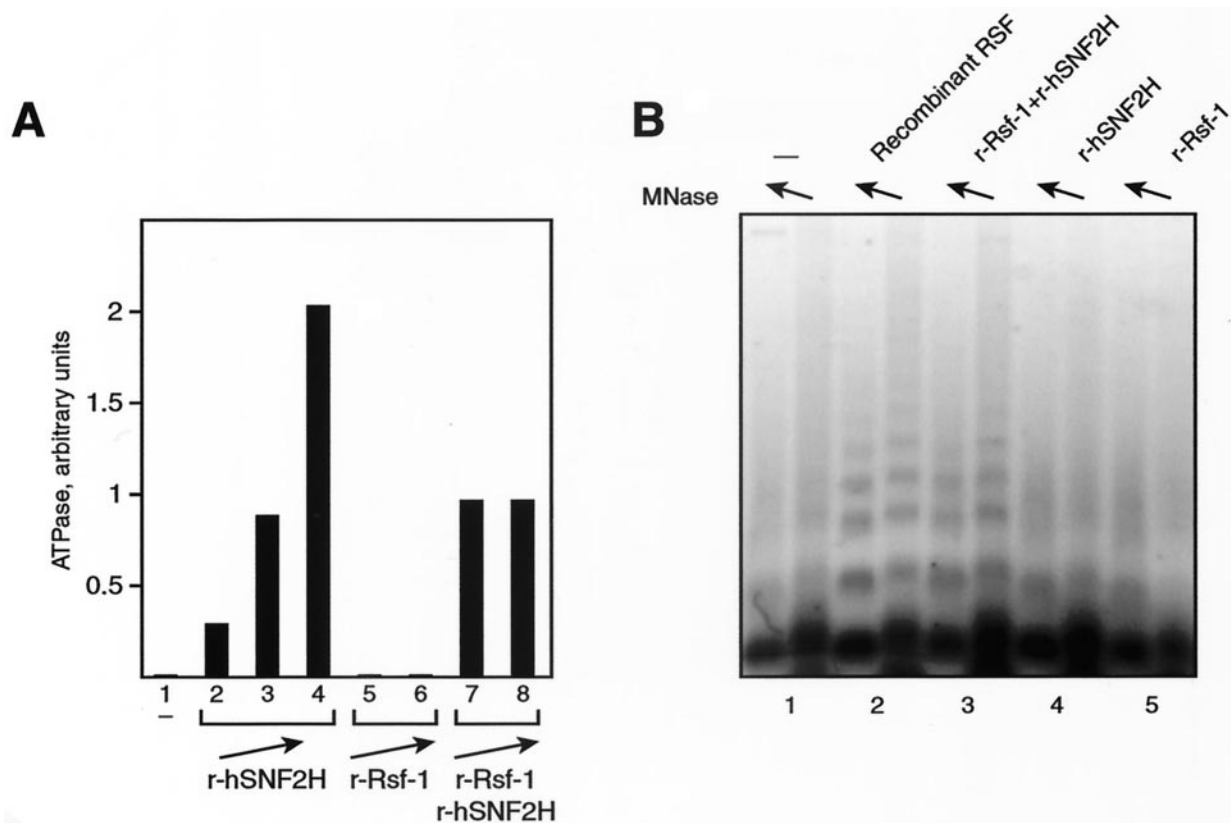 A
ATPase, arbitrary units
2
1.5
1
0.5
1 2 3 4 5 6 7 8
–
r-hSNF2H
r-Rsf-1
r-Rsf-1
r-hSNF2H
B
—
Recombinant RSF
r-Rsf-1+r-hSNF2H
r-hSNF2H
r-Rsf-1
MNase
1 2 3 4 5